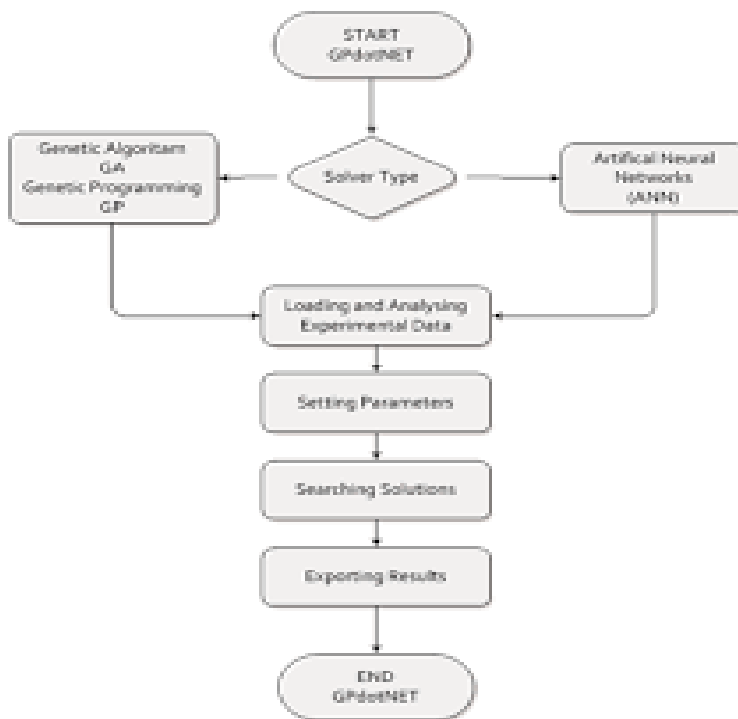 START
GPdotNET
Genetic Algoritam
GA
Genetic Programming
GP
Solver Type
Artifical Neural
Networks
(ANN)
Loading and Analysing
Experimental Data
Setting Parameters
Searching Solutions
Exporting Results
END
GPdotNET